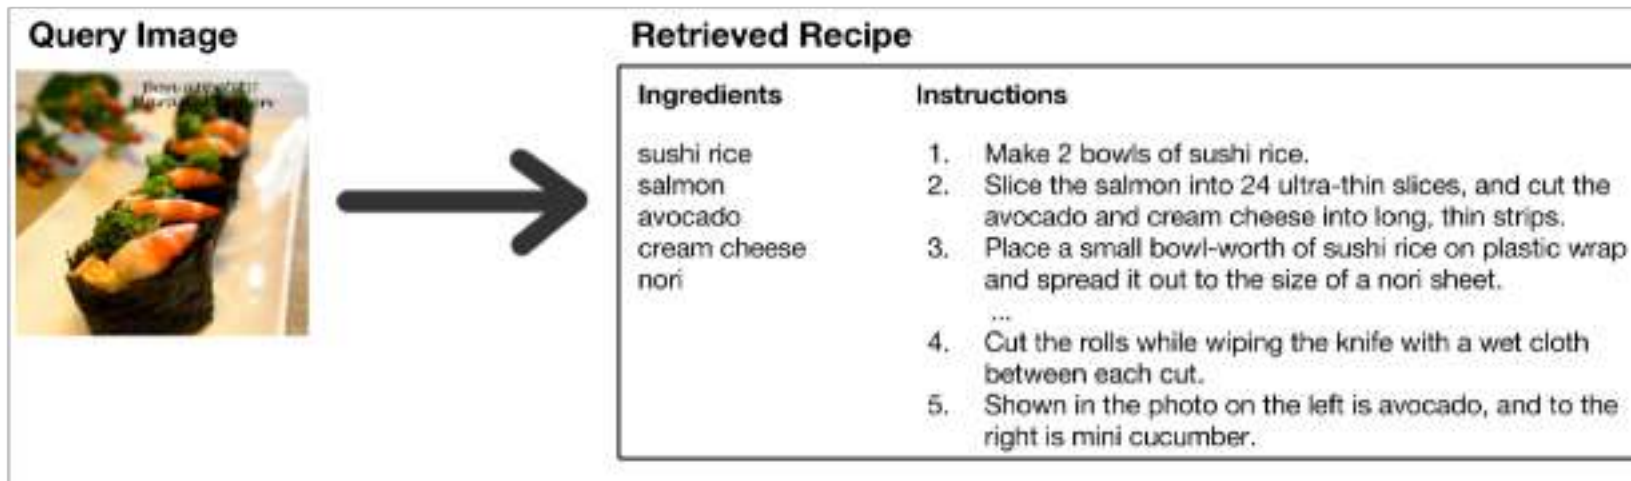 Query Image
Retrieved Recipe
Ingredients
sushi rice
salmon
avocado
cream cheese
nori
Instructions
1. Make 2 bowls of sushi rice.
2. Slice the salmon into 24 ultra-thin slices, and cut the
avocado and cream cheese into long, thin strips.
3. Place a small bowl-worth of sushi rice on plastic wrap
and spread it out to the size of a nori sheet.
...
4. Cut the rolls while wiping the knife with a wet cloth
between each cut.
5. Shown in the photo on the left is avocado, and to the
right is mini cucumber.